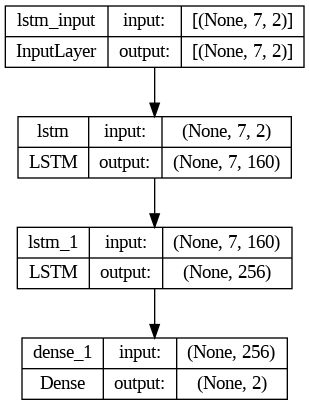 lstm_input input: [(None, 7, 2)]
InputLayer output: [(None, 7, 2)]
lstm input: (None, 7, 2)
LSTM output: (None, 7, 160)
lstm_1 input: (None, 7, 160)
LSTM output: (None, 256)
dense_1 input: (None, 256)
Dense output: (None, 2)